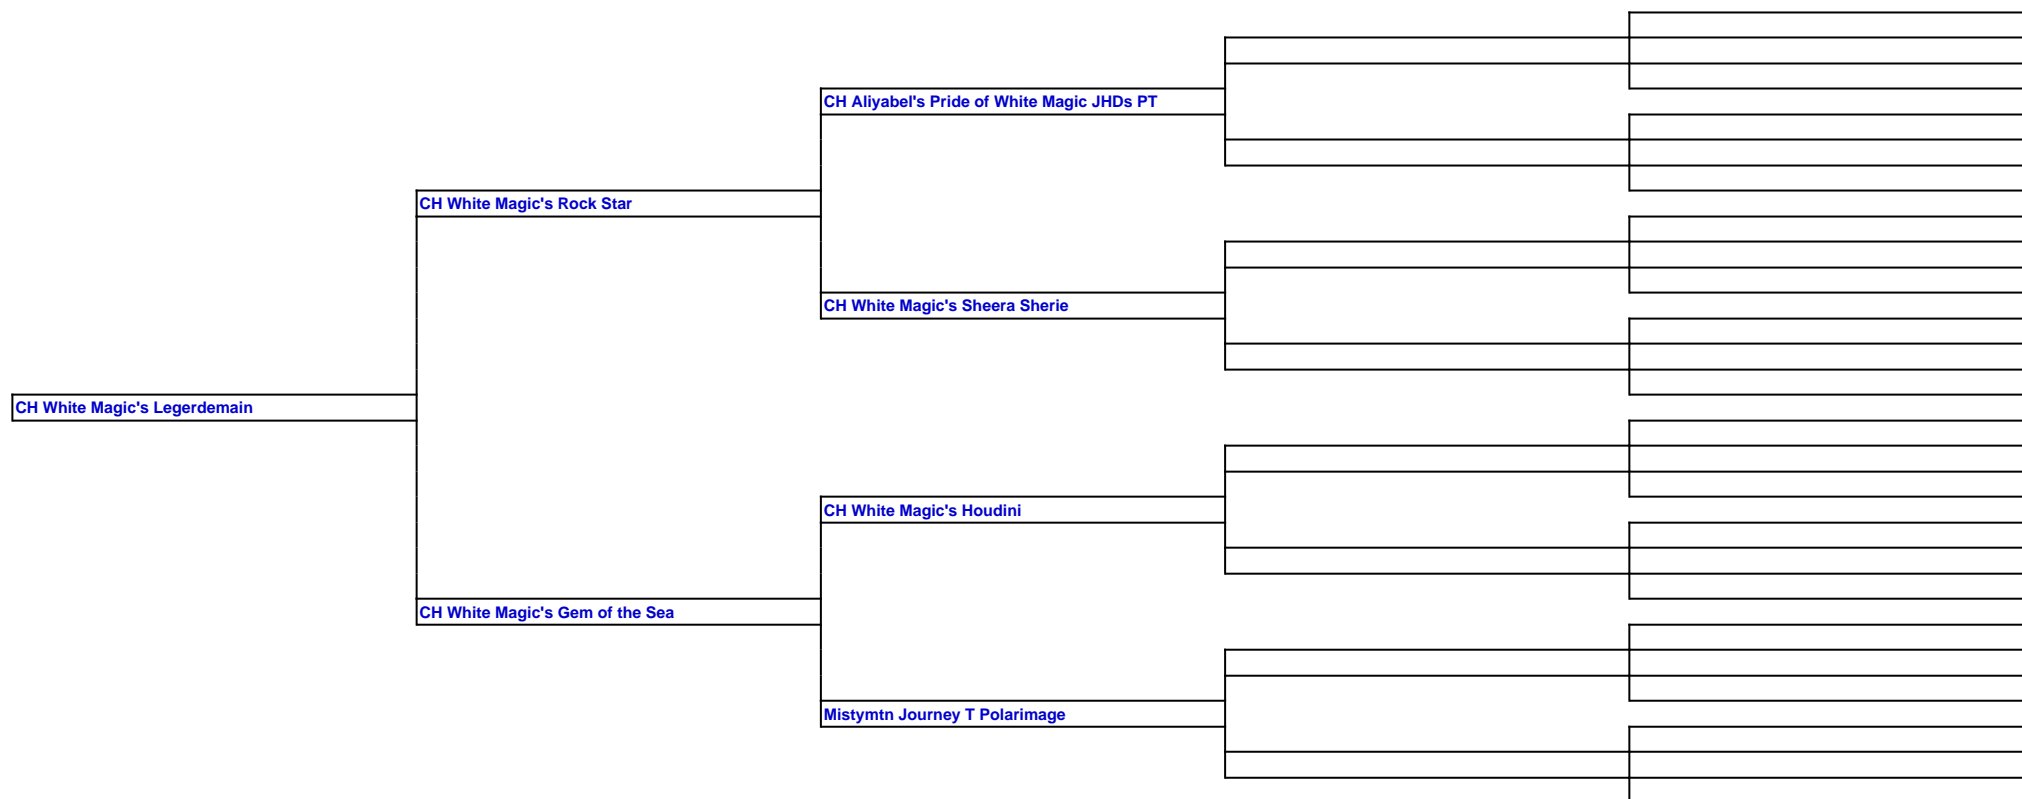 CH Aliyabel's Pride of White Magic JHDs PT
CH White Magic's Rock Star
CH White Magic's Sheera Sherie
CH White Magic's Legerdemain
CH White Magic's Houdini
CH White Magic's Gem of the Sea
Mistymtn Journey T Polarimage